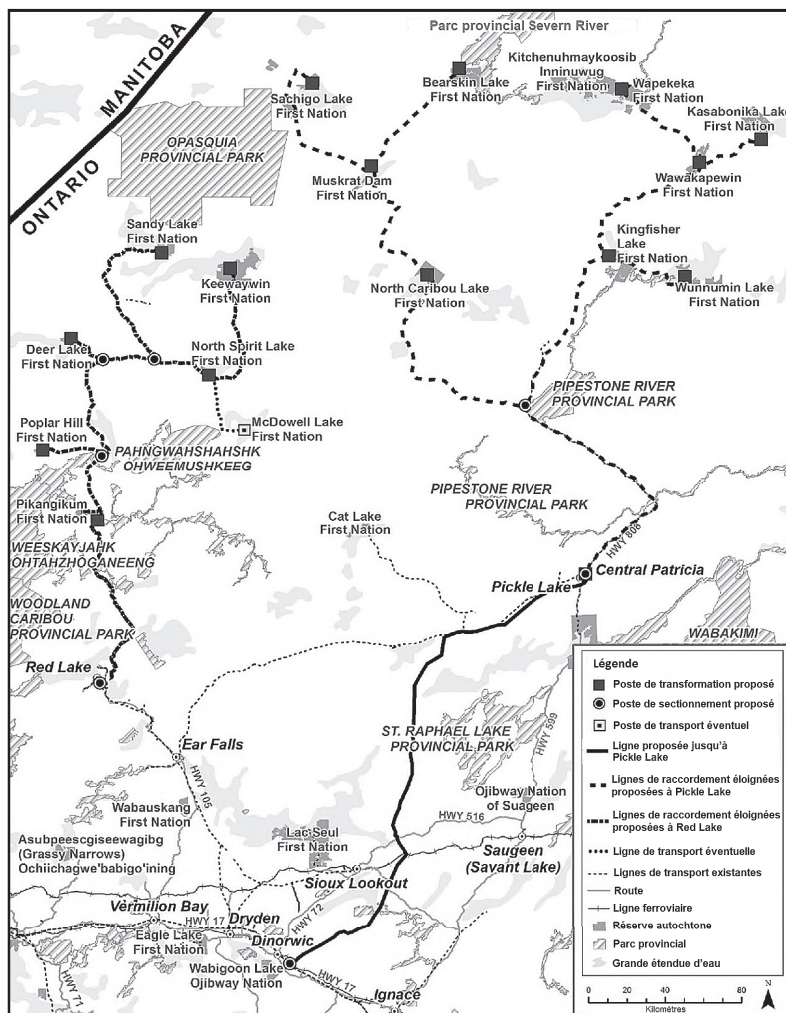 Parc provincial Severn River
MANITOBA
ONTARIO
Kitchenuhmaykoosib
Inninuwug
First Nation
Bearskin Lake
First Nation
Wapekeka
First Nation
Sachigo Lake
First Nation
Kasabonika Lake
First Nation
OPASQUIA
PROVINCIAL PARK
Muskrat Dam
First Nation
Wawakapewin
First Nation
Sandy Lake
First Nation
Kingfisher
Lake
First Nation
Keewaywin
First Nation
North Caribou Lake
First Nation
Wunnumin Lake
First Nation
Deer Lake
First Nation
North Spirit Lake
First Nation
PIPESTONE RIVER
PROVINCIAL PARK
Poplar Hill
First Nation
McDowell Lake
First Nation
PAHNGWAHSHAHSHK
OHWEEMUSHKEEG
PIPESTONE RIVER
PROVINCIAL PARK
Pikangikum
First Nation
Cat Lake
First Nation
HWY 808
WEESKAYJAHK
OHTAHZHOGANEENG
Central Patricia
Pickle Lake
WOODLAND
CARIBOU
PROVINCIAL PARK
WABAKIMI
Red Lake
ST. RAPHAEL LAKE
PROVINCIAL PARK
HWY 599
Ear Falls
HWY 105
Ojibway Nation
of Suageen
Wabauskang
First Nation
HWY 516
Lac Seul
First Nation
Asubpeescgiseewagibg
(Grassy Narrows)
Ochiichagwe'babigo'ining
Saugeen
(Savant Lake)
Sioux Lookout
Vermilion Bay
HWY 17
Dryden
HWY 72
Eagle Lake
First Nation
Dinorwic
Wabigoon Lake
Ojibway Nation
HWY 17
HWY 71
Ignace
Légende
Poste de transformation proposé
Poste de sectionnement proposé
Poste de transport éventuel
Ligne proposée jusqu'à
Pickle Lake
Lignes de raccordement éloignées
proposées à Pickle Lake
Lignes de raccordement éloignées
proposées à Red Lake
Ligne de transport éventuelle
Lignes de transport existantes
Route
Ligne ferroviaire
Réserve autochtone
Parc provincial
Grande étendue d'eau
0 20 40 80
Kilomètres
N